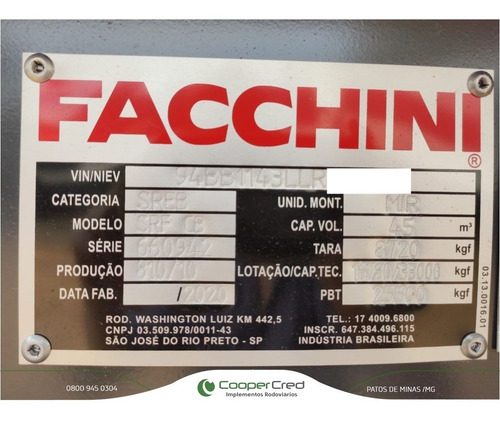 FACCHINI®
VIN/NIEV 94BB1143LLR
CATEGORIA SREB UNID. MONT. MIR
MODELO SRF CB CAP. VOL. 45 m³
SÉRIE 660942 TARA 8720 kgf
PRODUÇÃO 810/10 LOTAÇÃO/CAP.TEC. kgf
DATA FAB. /202 PBT kgf
03.13.0016.01
ROD. WASHINGTON LUIZ KM 442,5 TEL.: 17 4009.6800
CNPJ 03.509.978/0011-43 INSCR. 647.384.496.115
SÃO JOSÉ DO RIO PRETO - SP INDÚSTRIA BRASILEIRA
0800 945 0304
CooperCred
Implementos Rodoviários
PATOS DE MINAS /MG